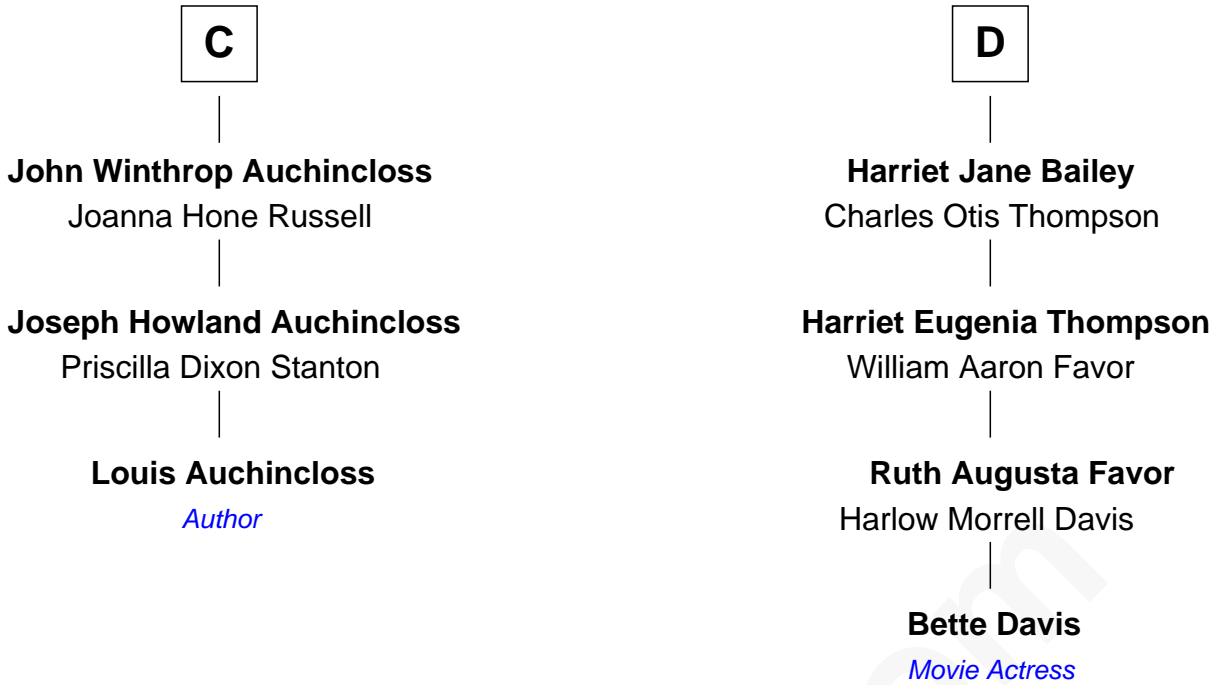 C
John Winthrop Auchincloss
Joanna Hone Russell
Joseph Howland Auchincloss
Priscilla Dixon Stanton
Louis Auchincloss
Author
D
Harriet Jane Bailey
Charles Otis Thompson
Harriet Eugenia Thompson
William Aaron Favor
Ruth Augusta Favor
Harlow Morrell Davis
Bette Davis
Movie Actress
om